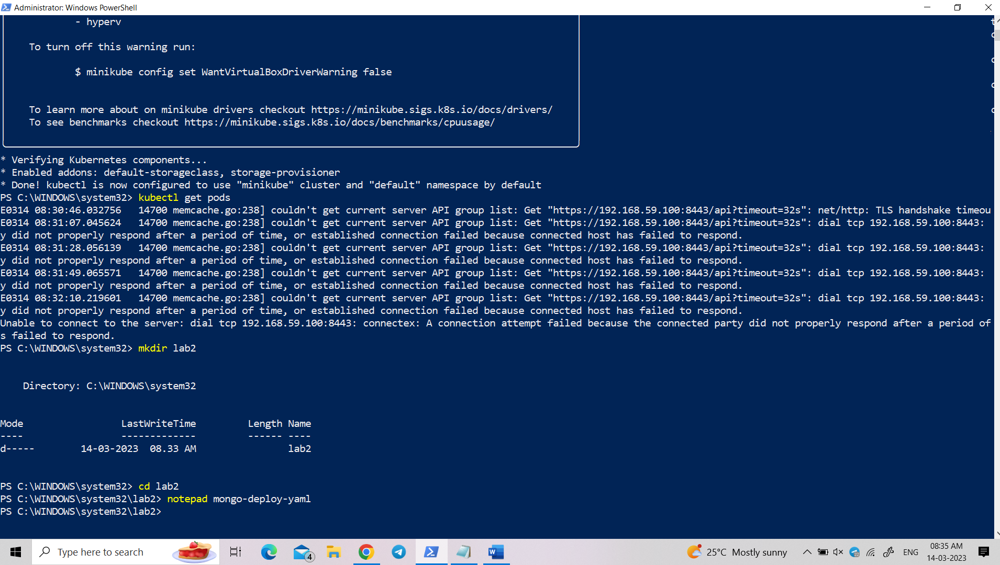 Administrator: Windows PowerShell
- hyperv
To turn off this warning run:
$ minikube config set WantVirtualBoxDriverWarning false
To learn more about on minikube drivers checkout https://minikube.sigs.k8s.io/docs/drivers/
To see benchmarks checkout https://minikube.sigs.k8s.io/docs/benchmarks/cpuusage/
* Verifying Kubernetes components...
* Enabled addons: default-storageclass, storage-provisioner
* Done! kubectl is now configured to use "minikube" cluster and "default" namespace by default
PS C:\WINDOWS\system32> kubectl get pods
E0314 08:30:46.032756   14700 memcache.go:238] couldn't get current server API group list: Get "https://192.168.59.100:8443/api?timeout=32s": net/http: TLS handshake timeou
E0314 08:31:07.045624   14700 memcache.go:238] couldn't get current server API group list: Get "https://192.168.59.100:8443/api?timeout=32s": dial tcp 192.168.59.100:8443:
y did not properly respond after a period of time, or established connection failed because connected host has failed to respond.
E0314 08:31:28.056139   14700 memcache.go:238] couldn't get current server API group list: Get "https://192.168.59.100:8443/api?timeout=32s": dial tcp 192.168.59.100:8443:
y did not properly respond after a period of time, or established connection failed because connected host has failed to respond.
E0314 08:31:49.065571   14700 memcache.go:238] couldn't get current server API group list: Get "https://192.168.59.100:8443/api?timeout=32s": dial tcp 192.168.59.100:8443:
y did not properly respond after a period of time, or established connection failed because connected host has failed to respond.
E0314 08:32:10.219601   14700 memcache.go:238] couldn't get current server API group list: Get "https://192.168.59.100:8443/api?timeout=32s": dial tcp 192.168.59.100:8443:
y did not properly respond after a period of time, or established connection failed because connected host has failed to respond.
Unable to connect to the server: dial tcp 192.168.59.100:8443: connectex: A connection attempt failed because the connected party did not properly respond after a period of
s failed to respond.
PS C:\WINDOWS\system32> mkdir lab2
Directory: C:\WINDOWS\system32
Mode                 LastWriteTime         Length Name
----                 -------------         ------ ----
d-----        14-03-2023  08.33 AM                lab2
PS C:\WINDOWS\system32> cd lab2
PS C:\WINDOWS\system32\lab2> notepad mongo-deploy-yaml
PS C:\WINDOWS\system32\lab2>
Type here to search
4
25°C Mostly sunny
22
ENG
08:35 AM
14-03-2023